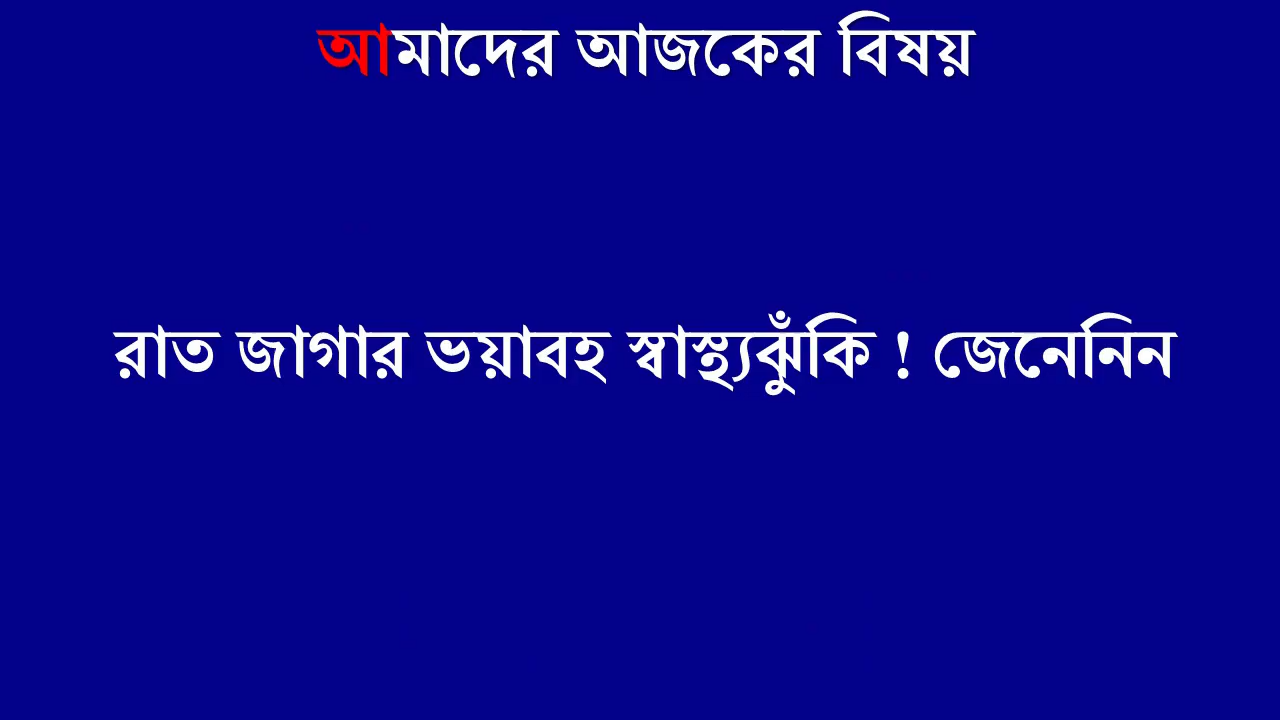 আমাদের আজকের বিষয়
রাত জাগার ভয়াবহ স্বাস্থ্যঝুঁকি ! জেনেনিন